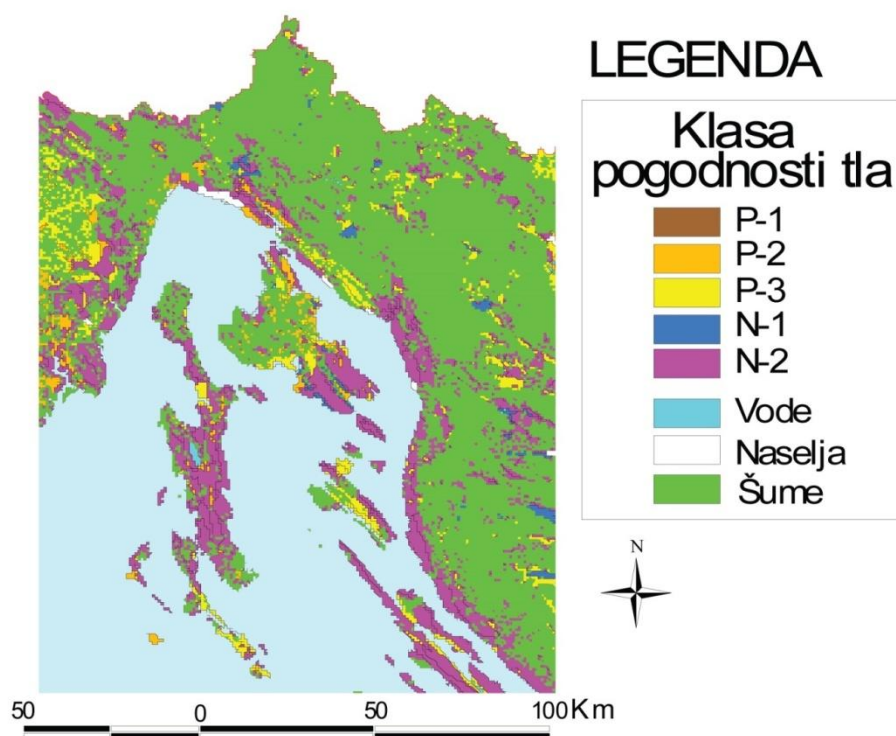 LEGENDA
Klasa
pogodnosti tla
P-1
P-2
P-3
N-1
N-2
Vode
Naselja
Šume
N
50 0 50 100 Km